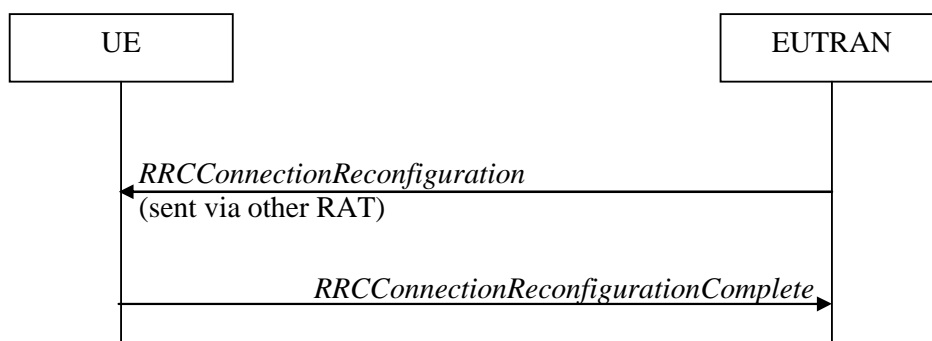 UE
EUTRAN
RRCConnectionReconfiguration
(sent via other RAT)
RRCConnectionReconfigurationComplete